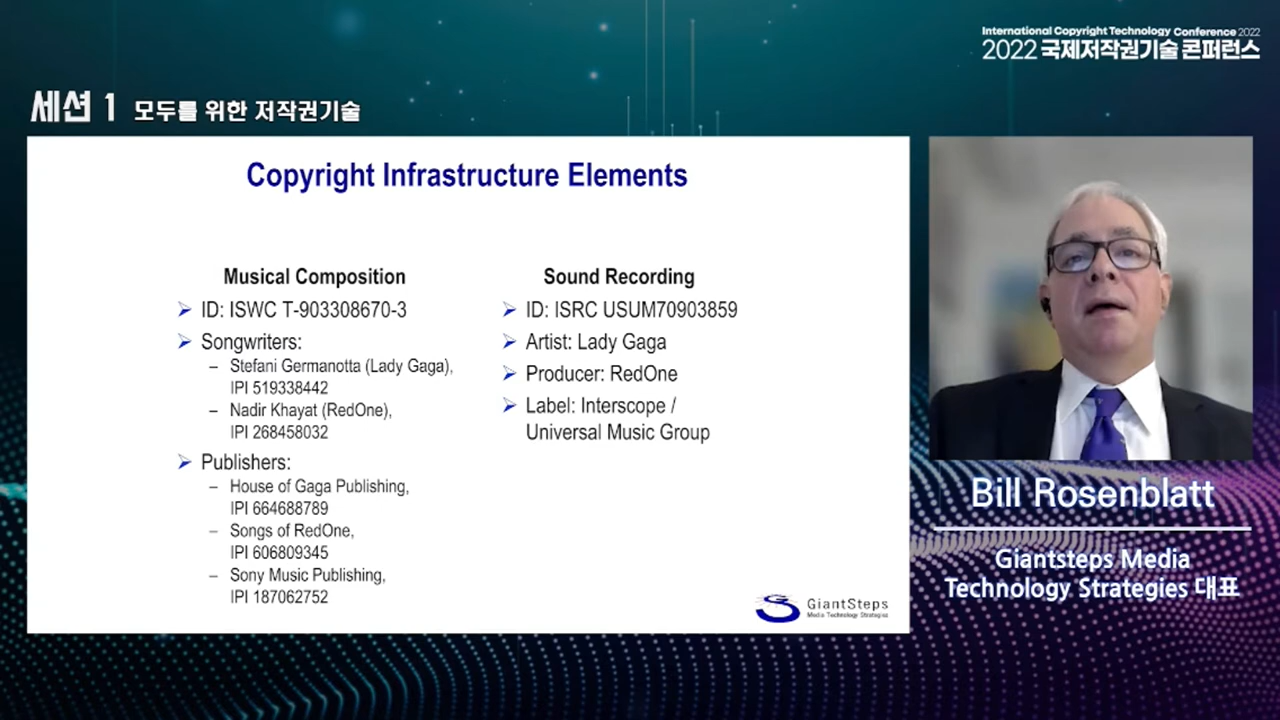 International Copyright Technology Conference 2022
2022 국제저작권기술 콘퍼런스
세션 1 모두를 위한 저작권기술
Copyright Infrastructure Elements
Musical Composition
ID: ISWC T-903308670-3
Songwriters:
– Stefani Germanotta (Lady Gaga),
IPI 519338442
– Nadir Khayat (RedOne),
IPI 268458032
Publishers:
– House of Gaga Publishing,
IPI 664688789
– Songs of RedOne,
IPI 606809345
– Sony Music Publishing,
IPI 187062752
Sound Recording
ID: ISRC USUM70903859
Artist: Lady Gaga
Producer: RedOne
Label: Interscope /
Universal Music Group
GS GiantSteps
Media Technology Strategies
Bill Rosenblatt
Giantsteps Media
Technology Strategies 대표